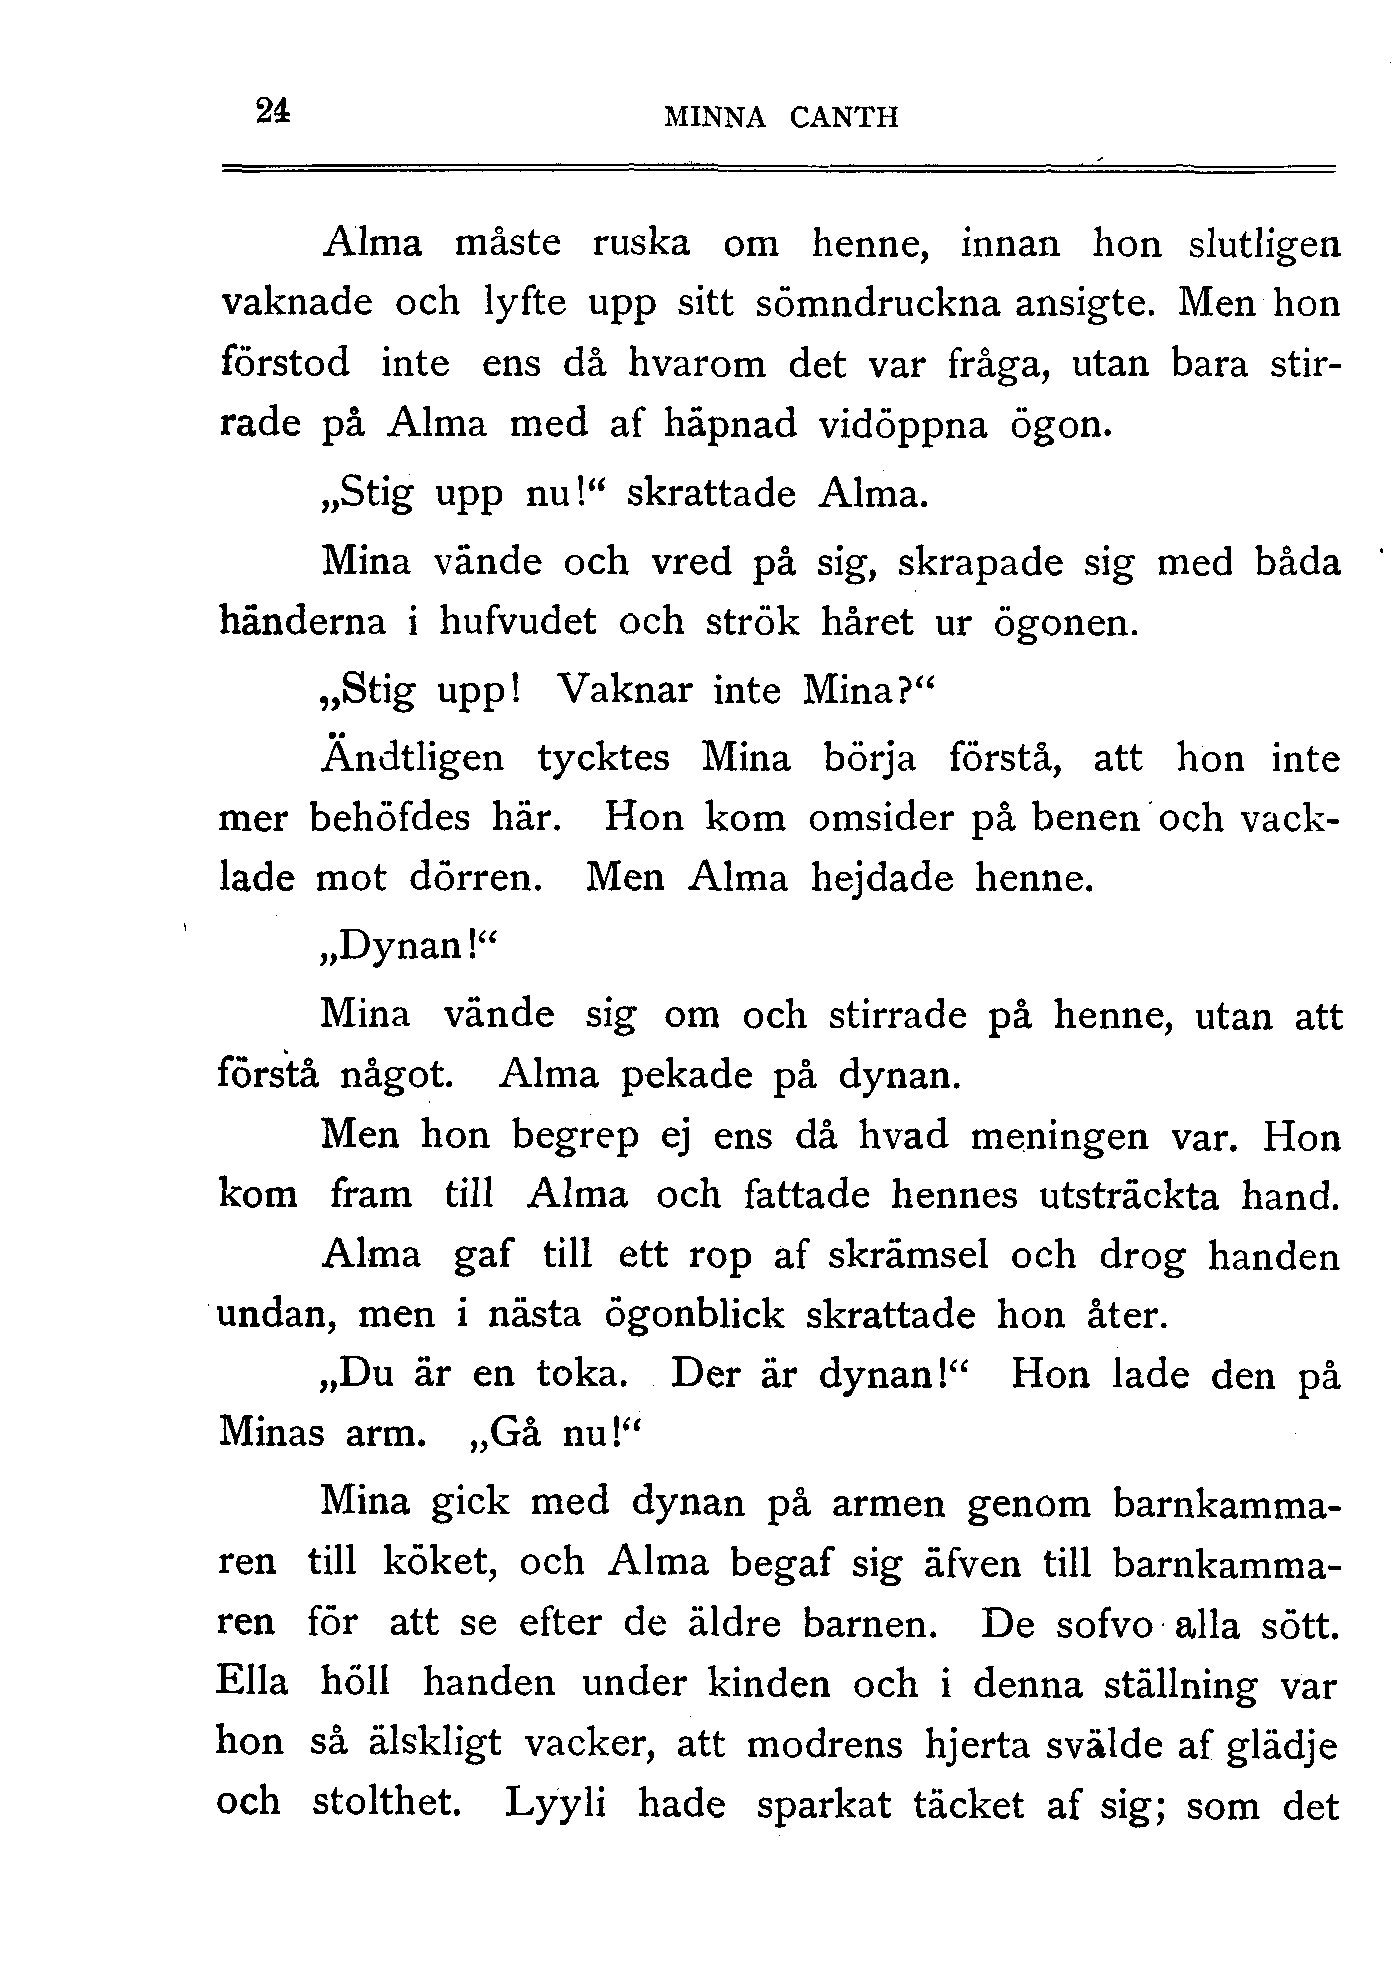 24
MINNA CANTH
Alma måste ruska om henne, innan hon slutligen
vaknade och lyfte upp sitt sömndruckna ansigte. Men hon
förstod inte ens då hvarom det var fråga, utan bara stir-
rade på Alma med af häpnad vidöppna ögon.
„Stig upp nu!“ skrattade Alma.
Mina vände och vred på sig, skrapade sig med båda
händerna i hufvudet och strök håret ur ögonen.
„Stig upp! Vaknar inte Mina?“
Ändtligen tycktes Mina börja förstå, att hon inte
mer behöfdes här. Hon kom omsider på benen och vack-
lade mot dörren. Men Alma hejdade henne.
„Dynan!“
Mina vände sig om och stirrade på henne, utan att
förstå något. Alma pekade på dynan.
Men hon begrep ej ens då hvad meningen var. Hon
kom fram till Alma och fattade hennes utsträckta hand.
Alma gaf till ett rop af skrämsel och drog handen
undan, men i nästa ögonblick skrattade hon åter.
„Du är en toka. Der är dynan!“ Hon lade den på
Minas arm. „Gå nu!“
Mina gick med dynan på armen genom barnkamma-
ren till köket, och Alma begaf sig äfven till barnkamma-
ren för att se efter de äldre barnen. De sofvo alla sött.
Ella höll handen under kinden och i denna ställning var
hon så älskligt vacker, att modrens hjerta svälde af glädje
och stolthet. Lyyli hade sparkat täcket af sig; som det